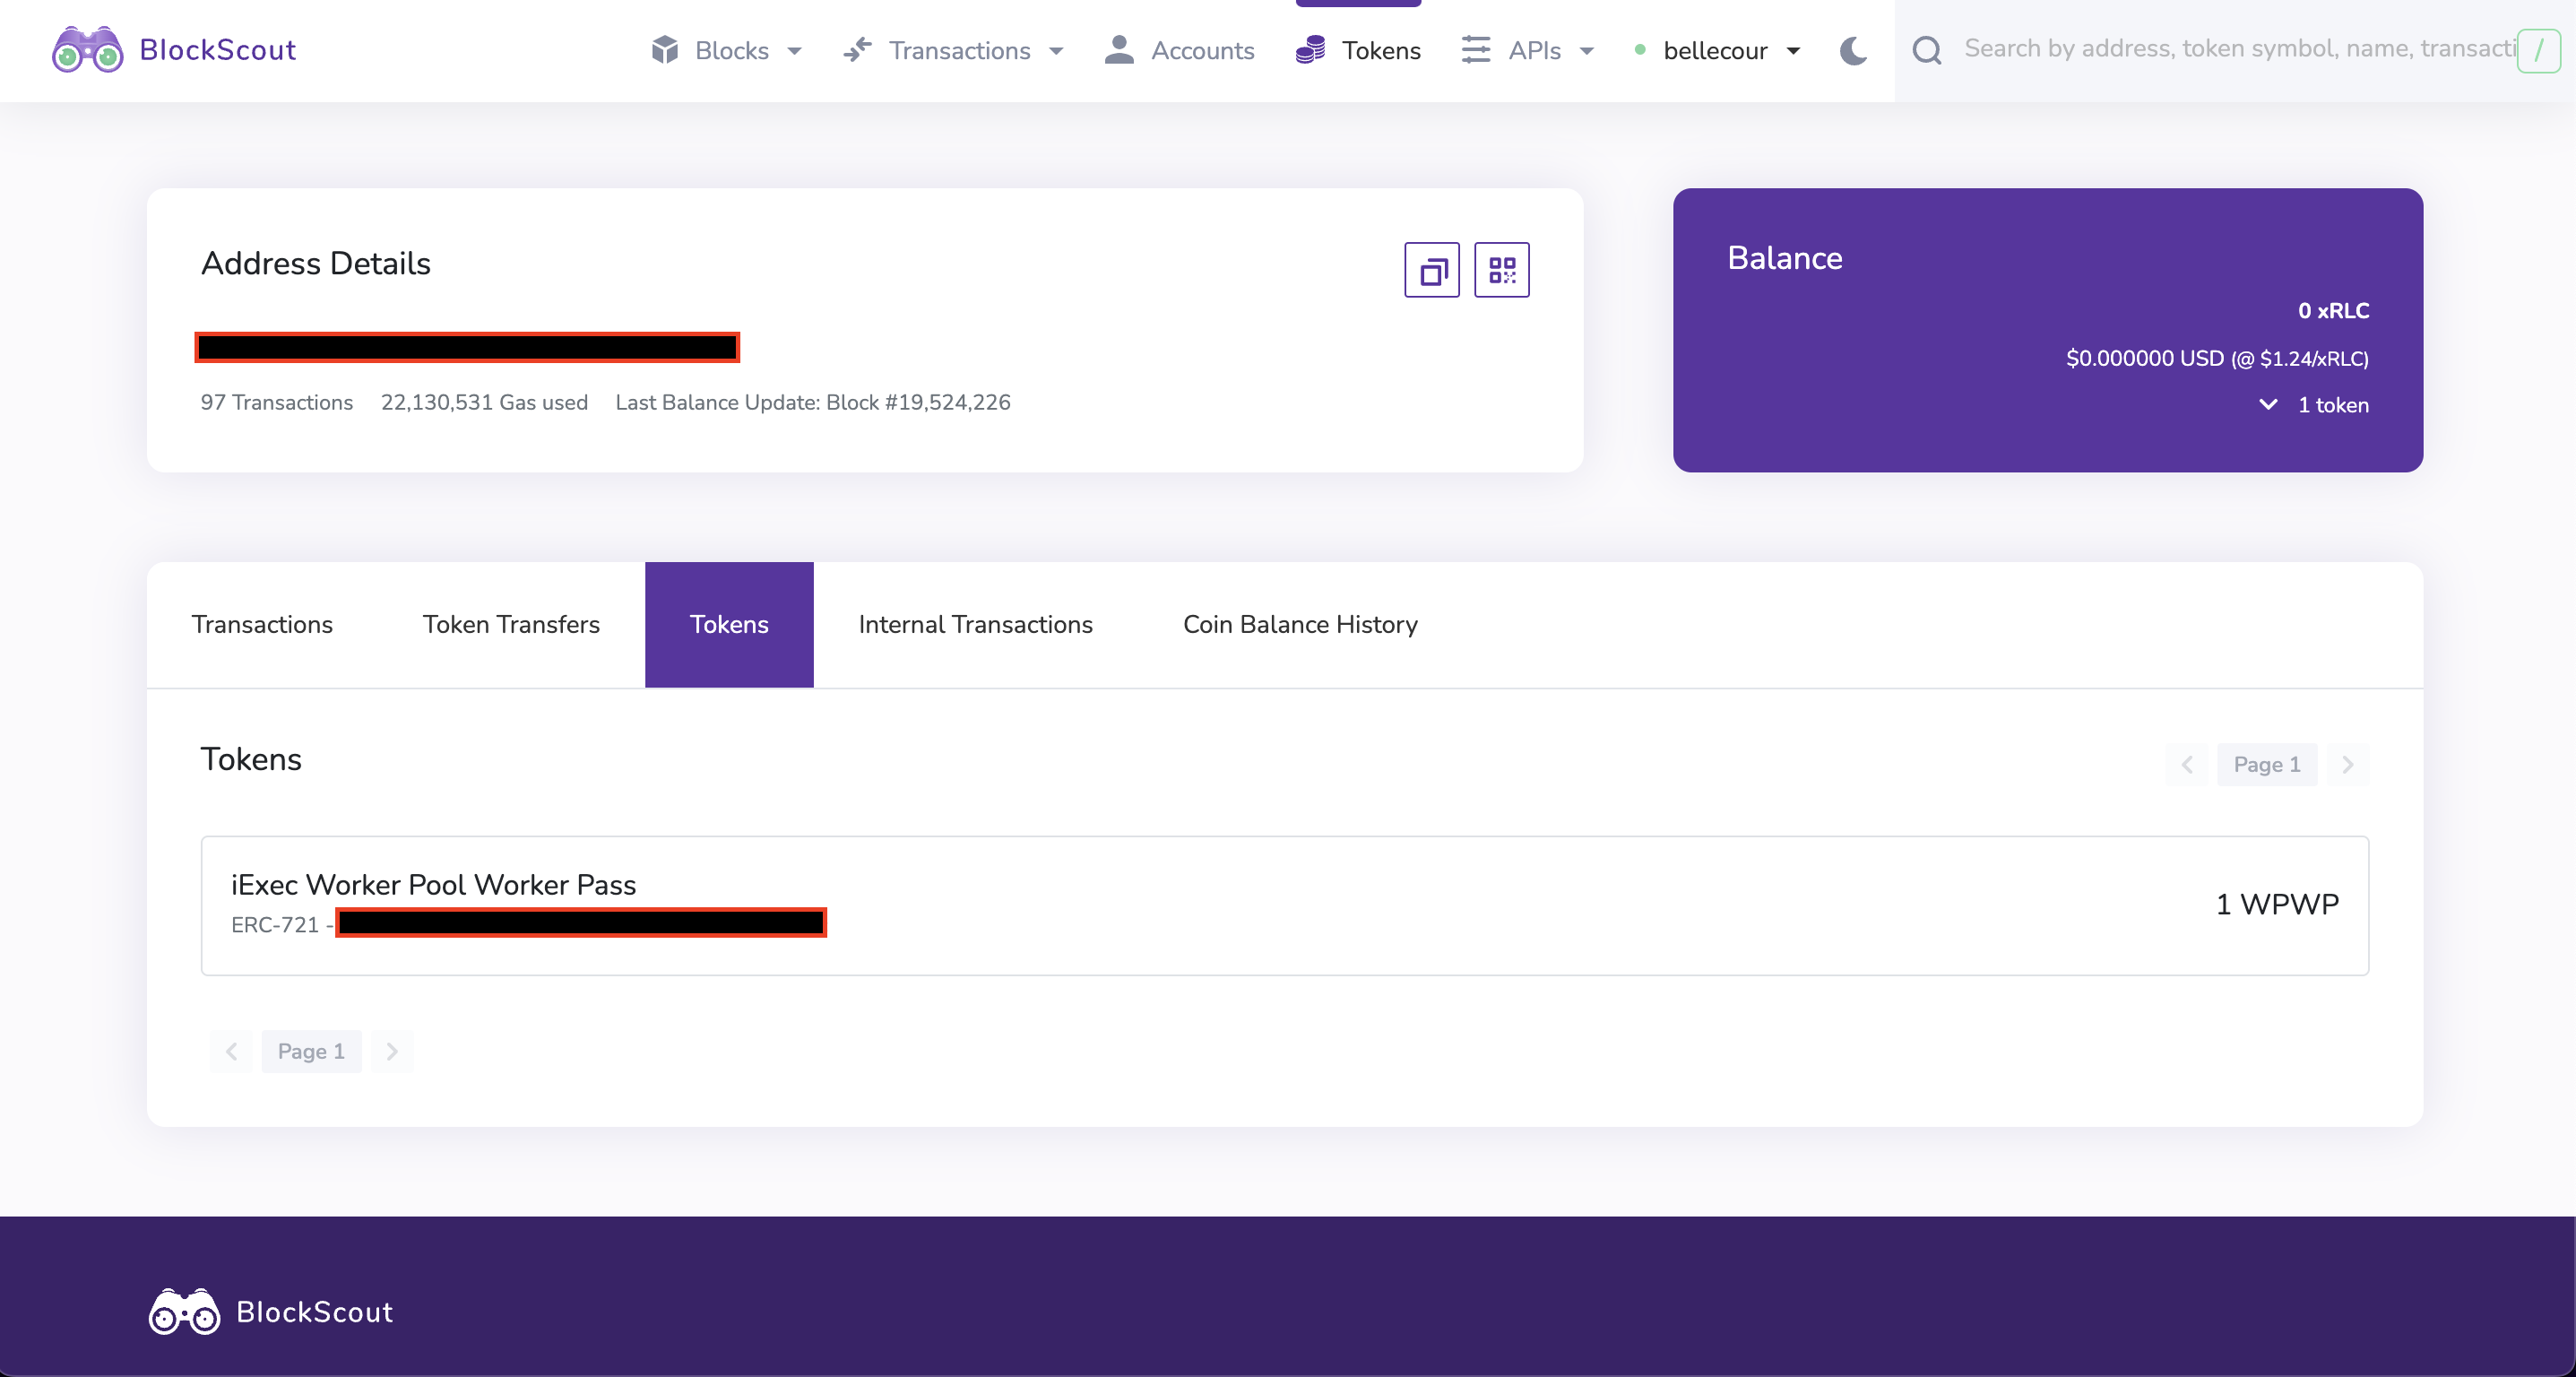 BlockScout
Blocks
Transactions
Accounts
Tokens
APIs
bellecour
Search by address, token symbol, name, transacti
/
Address Details
97 Transactions 22,130,531 Gas used Last Balance Update: Block #19,524,226
Balance
0 xRLC
$0.000000 USD (@ $1.24/xRLC)
1 token
Transactions
Token Transfers
Tokens
Internal Transactions
Coin Balance History
Tokens
Page 1
iExec Worker Pool Worker Pass
ERC-721 -
1 WPWP
Page 1
BlockScout